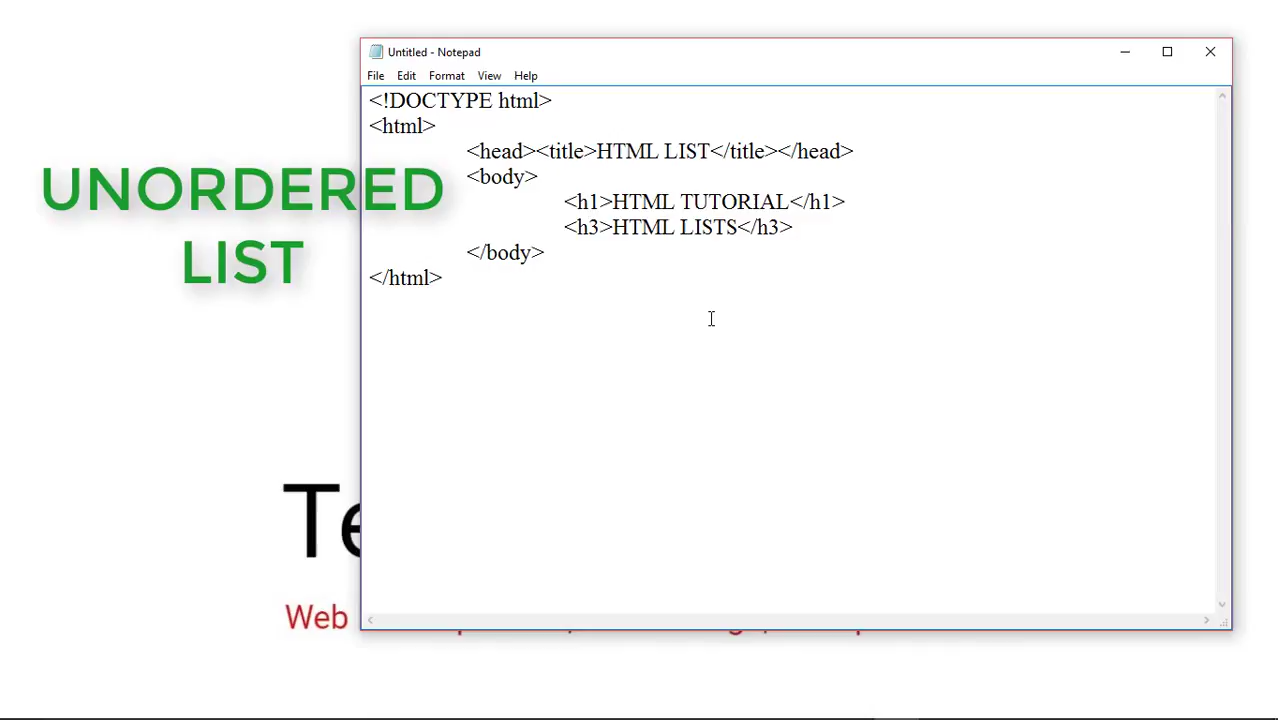 Untitled - Notepad
File Edit Format View Help
<!DOCTYPE html>
<html>
<head><title>HTML LIST</title></head>
<body>
<h1>HTML TUTORIAL</h1>
<h3>HTML LISTS</h3>
</body>
</html>
UNORDERED
LIST
Te
Web